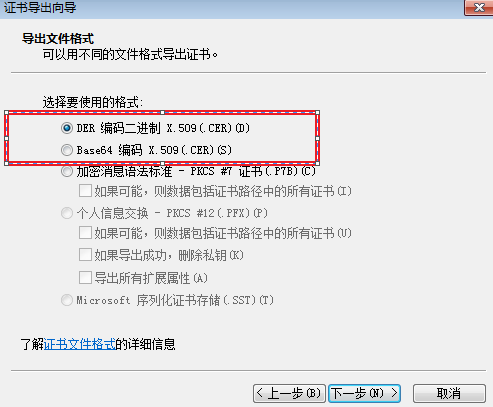 证书导出向导
导出文件格式
可以用不同的文件格式导出证书。
选择要使用的格式:
DER 编码二进制 X.509(.CER)(D)
Base64 编码 X.509(.CER)(S)
加密消息语法标准 - PKCS #7 证书(.P7B)(C)
如果可能，则数据包括证书路径中的所有证书(I)
个人信息交换 - PKCS #12(.PFX)(P)
如果可能，则数据包括证书路径中的所有证书(U)
如果导出成功，删除私钥(K)
导出所有扩展属性(A)
Microsoft 序列化证书存储(.SST)(T)
了解证书文件格式的详细信息
< 上一步(B) 下一步(N) > 取消